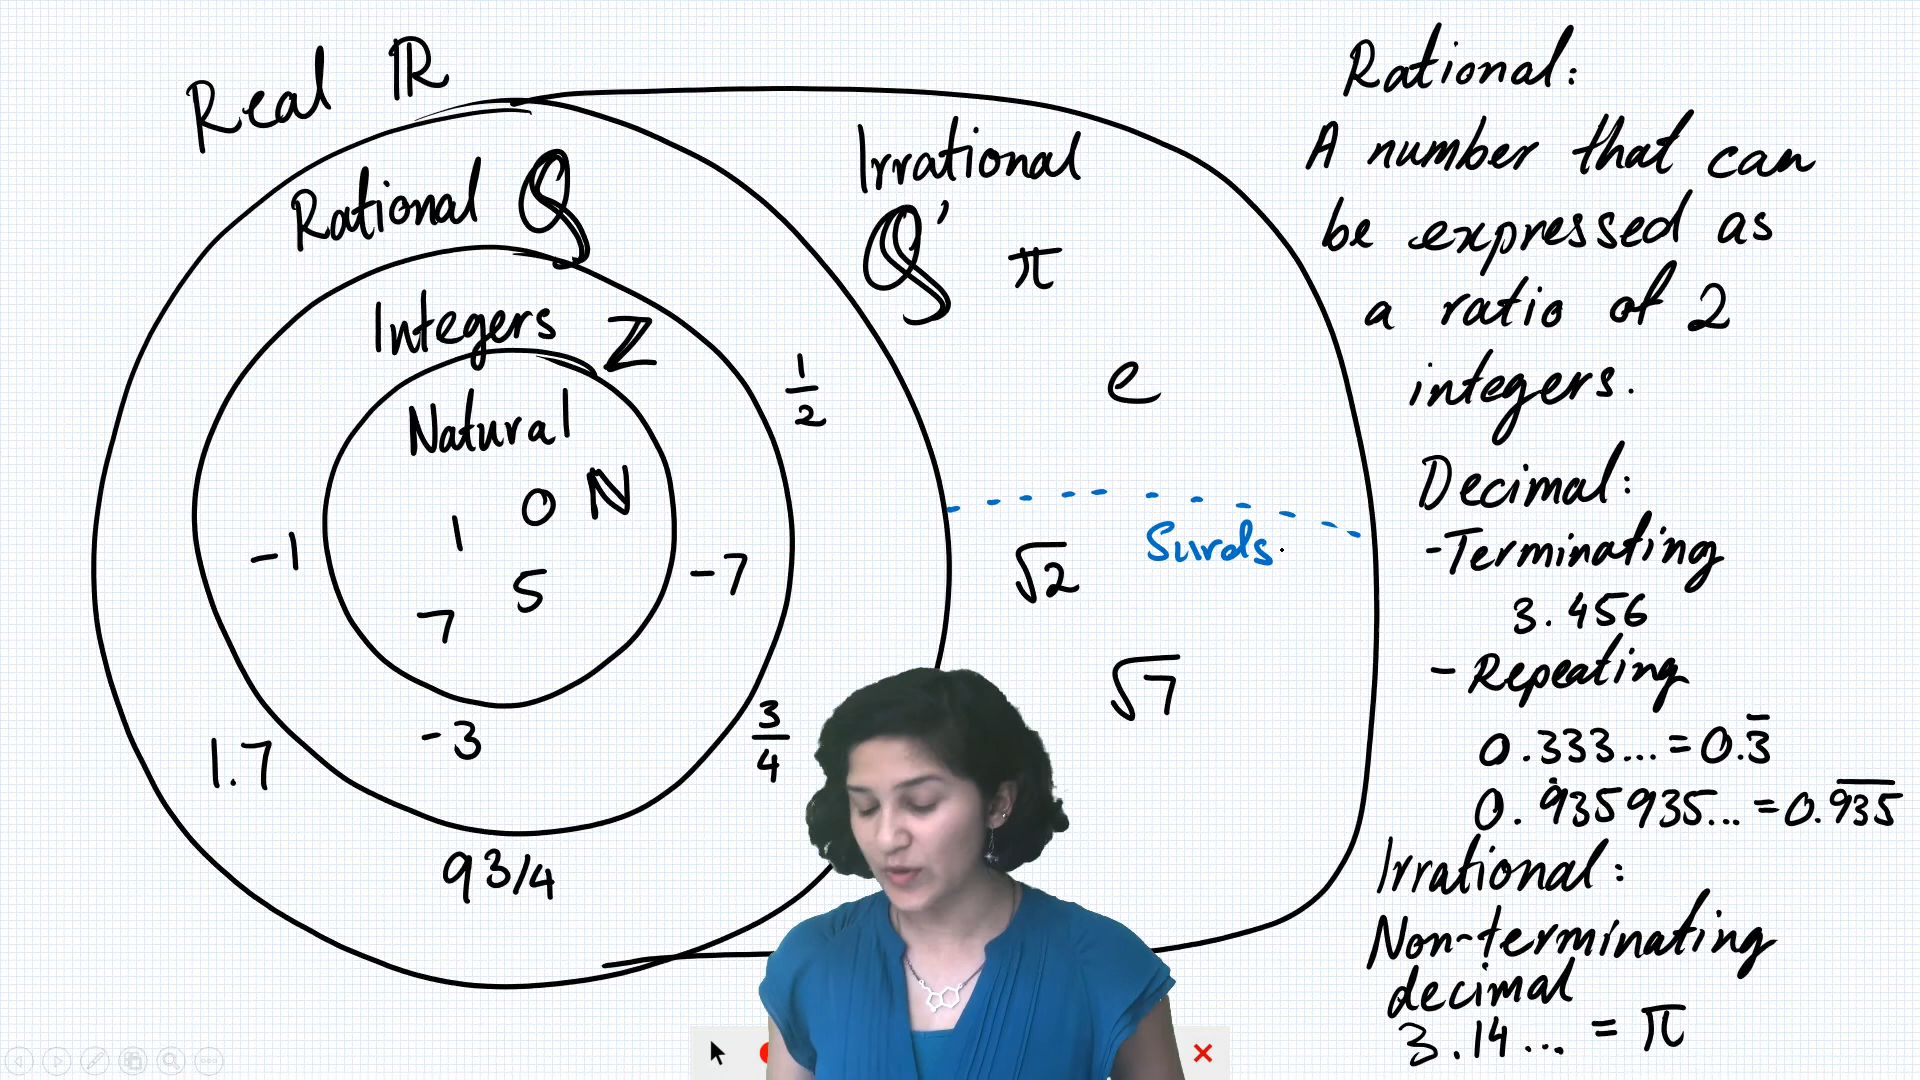 Real ℝ
Rational ℚ
Integers ℤ
Natural
0 ℕ
1
5
7
-1
-7
-3
1/2
3/4
1.7
93/4
Irrational
ℚ'
π
e
Surds.
√2
√7
Rational:
A number that can
be expressed as
a ratio of 2
integers.
Decimal:
-Terminating
3.456
- Repeating
0.333... = 0.3̅
0.9̇35935... = 0.9̅3̅5̅
Irrational:
Non-terminating
decimal
3.14... = π